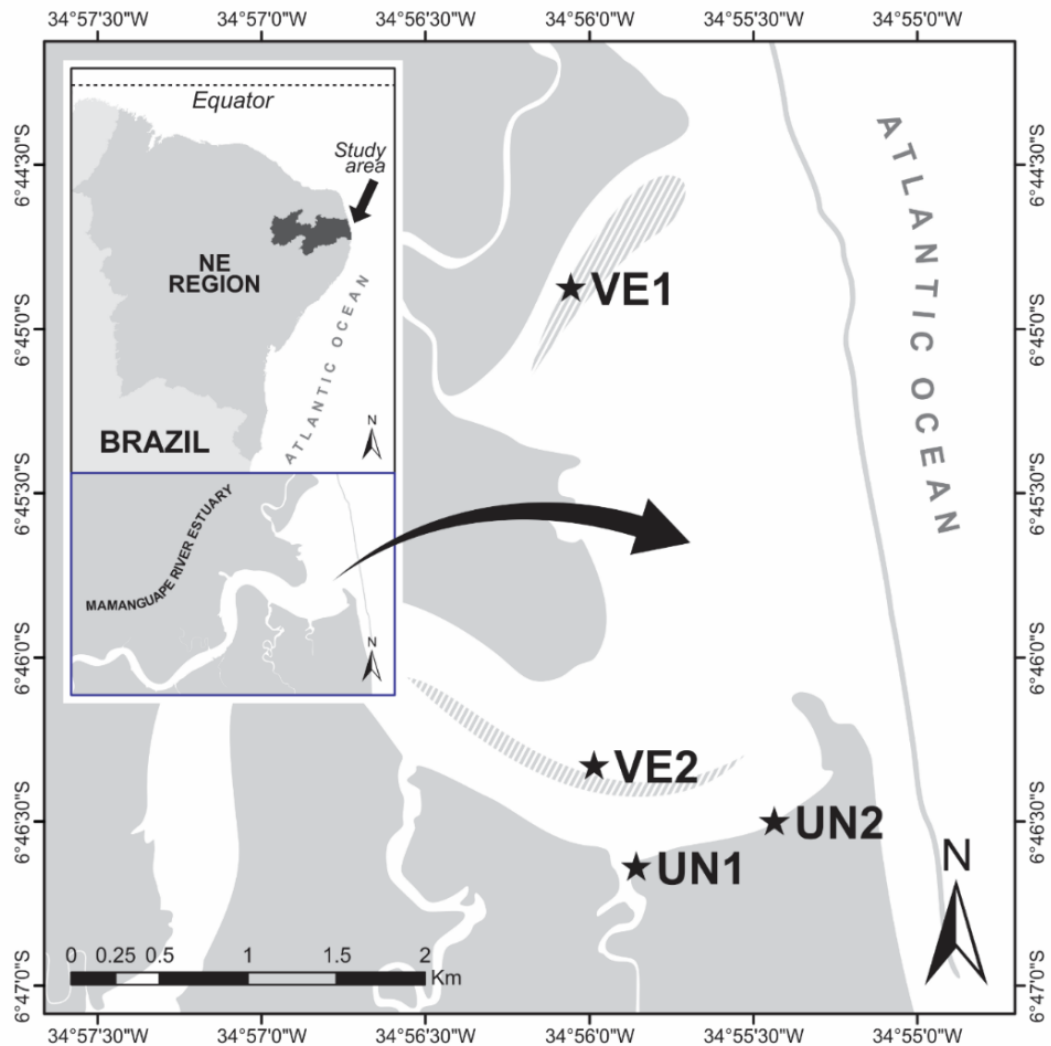 34°57'30"W 34°57'0"W 34°56'30"W 34°56'0"W 34°55'30"W 34°55'0"W
6°44'30"S
6°45'0"S
6°45'30"S
6°46'0"S
6°46'30"S
6°47'0"S
Equator
Study
area
NE
REGION
ATLANTIC OCEAN
BRAZIL
N
MAMANGUAPE RIVER ESTUARY
N
VE1
VE2
UN2
UN1
ATLANTIC OCEAN
N
0 0.25 0.5 1 1.5 2
Km
6°44'30"S
6°45'0"S
6°45'30"S
6°46'0"S
6°46'30"S
6°47'0"S
34°57'30"W 34°57'0"W 34°56'30"W 34°56'0"W 34°55'30"W 34°55'0"W